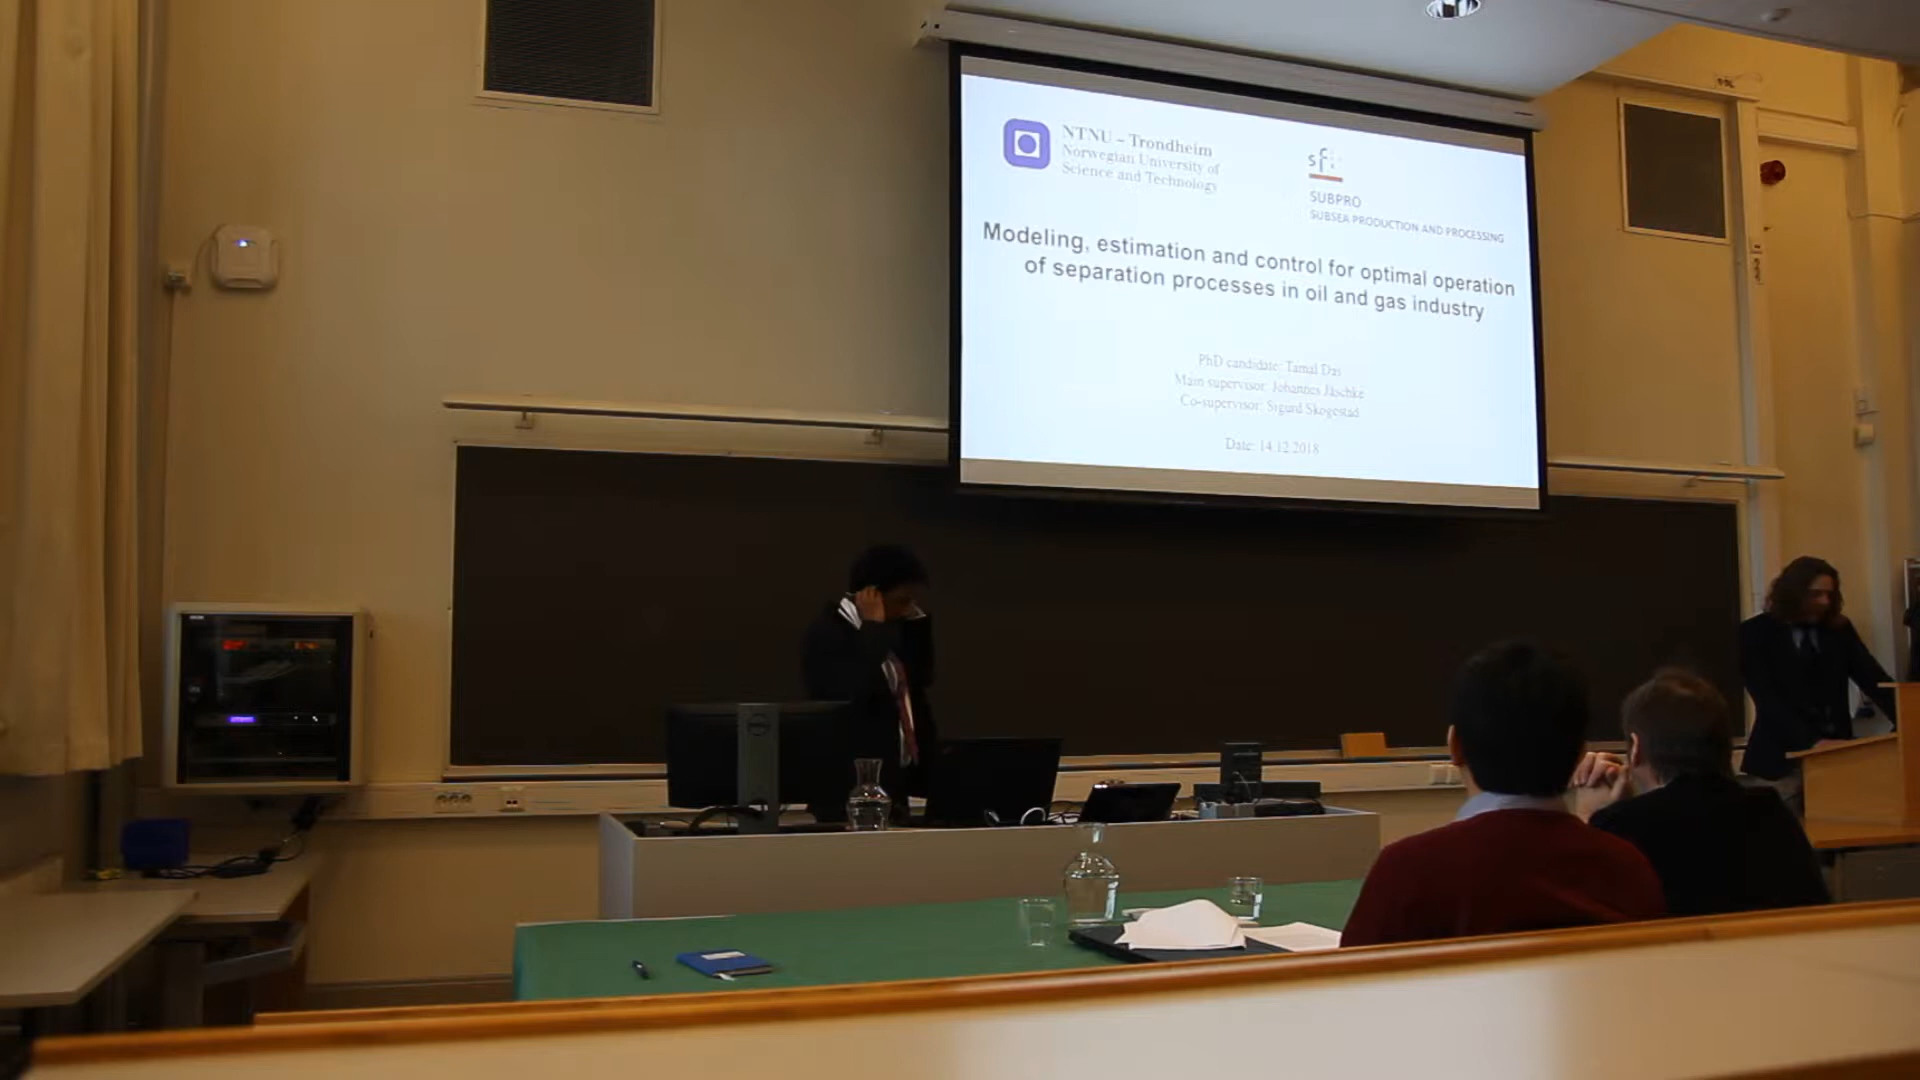 NTNU – Trondheim
Norwegian University of
Science and Technology
sfi
SUBPRO
SUBSEA PRODUCTION AND PROCESSING
Modeling, estimation and control for optimal operation
of separation processes in oil and gas industry
PhD candidate: Tamal Das
Main supervisor: Johannes Jäschke
Co-supervisor: Sigurd Skogestad
Date: 14.12.2018